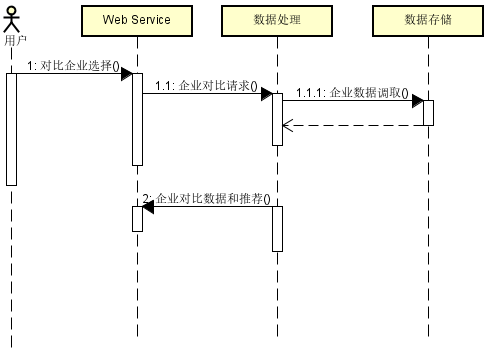 用户
Web Service
数据处理
数据存储
1: 对比企业选择()
1.1: 企业对比请求()
1.1.1: 企业数据调取()
2: 企业对比数据和推荐()